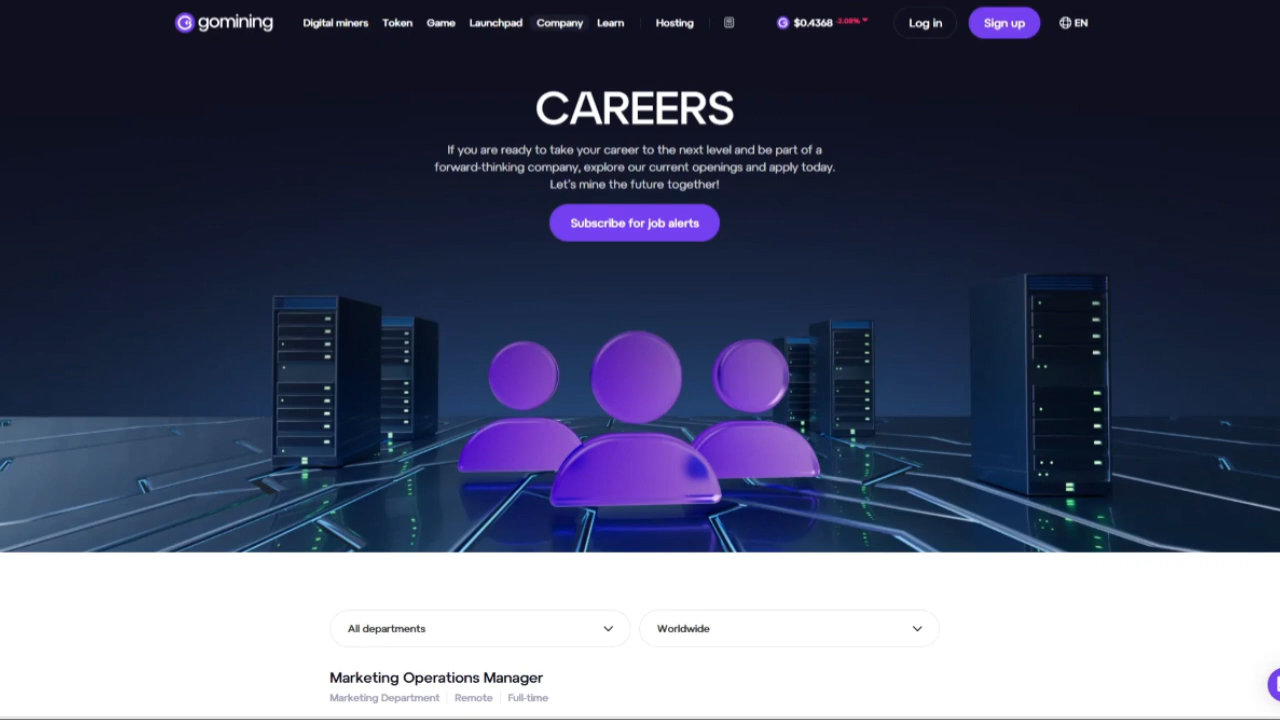 gomining
Digital miners Token Game Launchpad Company Learn Hosting $0.4368 -2.08% Log in Sign up EN
CAREERS
If you are ready to take your career to the next level and be part of a
forward-thinking company, explore our current openings and apply today.
Let's mine the future together!
Subscribe for job alerts
All departments Worldwide
Marketing Operations Manager
Marketing Department Remote Full-time